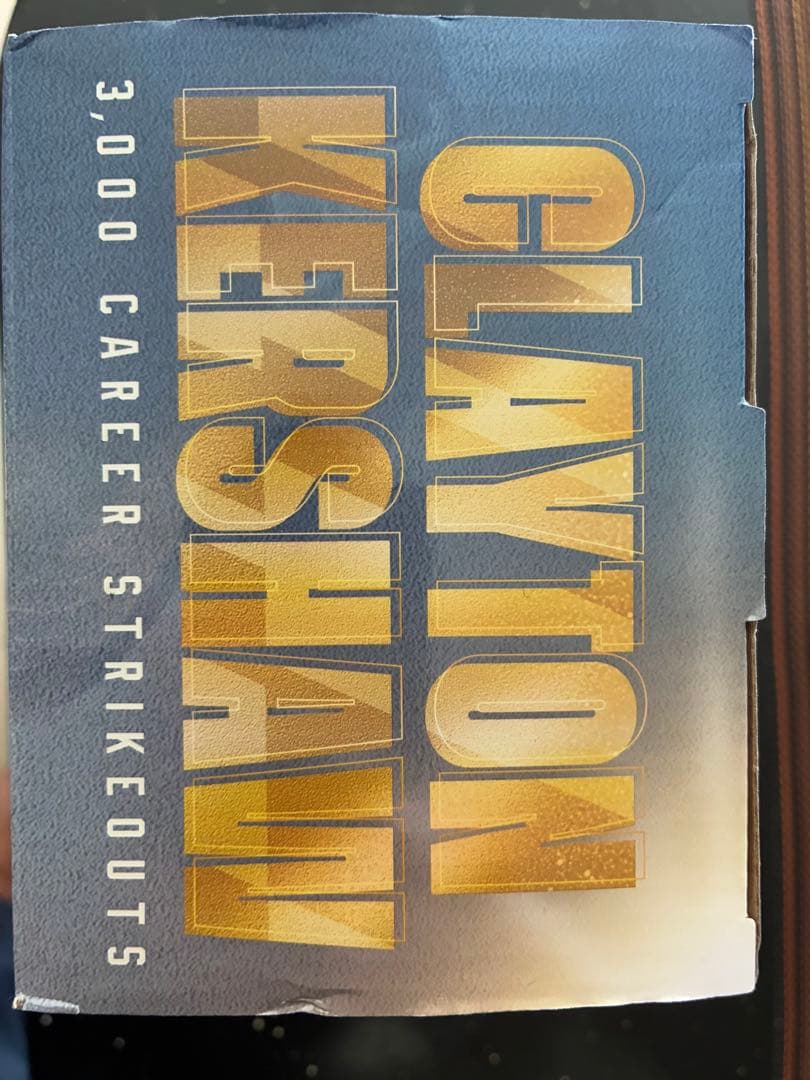 CLAYTON
KERSHAW
3,000 CAREER STRIKEOUTS